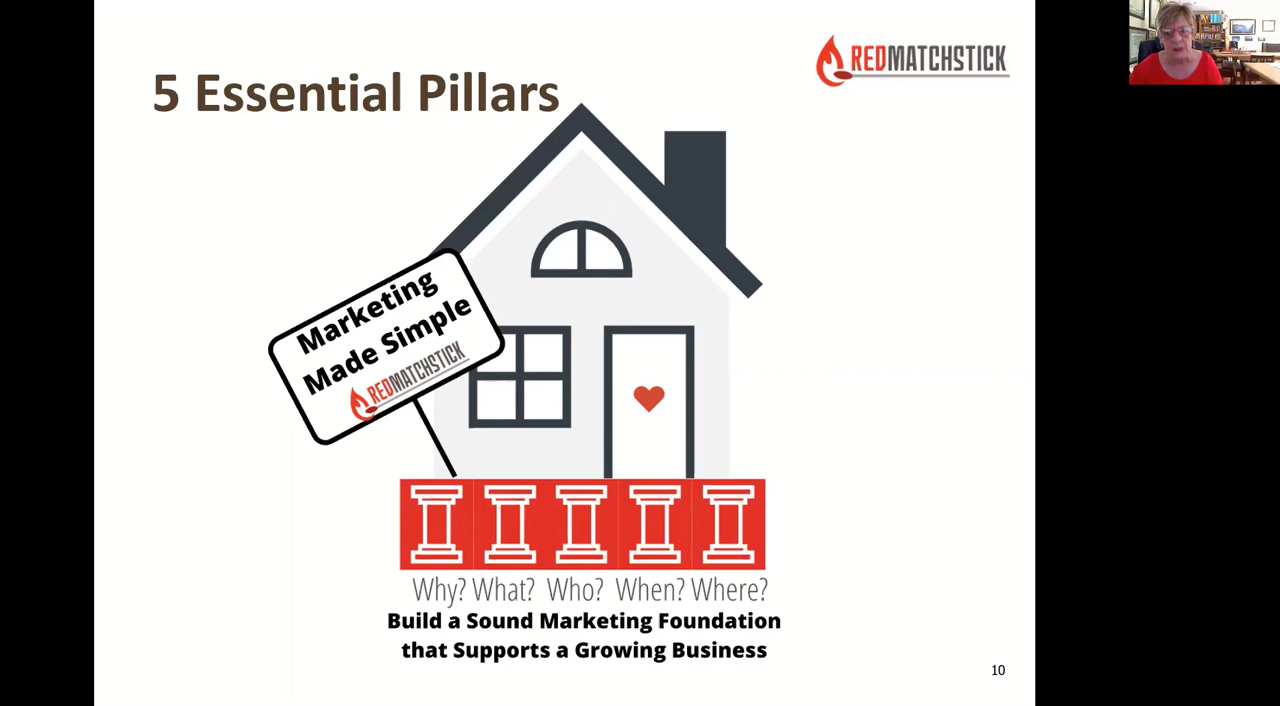 5 Essential Pillars
REDMATCHSTICK
Marketing
Made Simple
REDMATCHSTICK
Why? What? Who? When? Where?
Build a Sound Marketing Foundation
that Supports a Growing Business
10